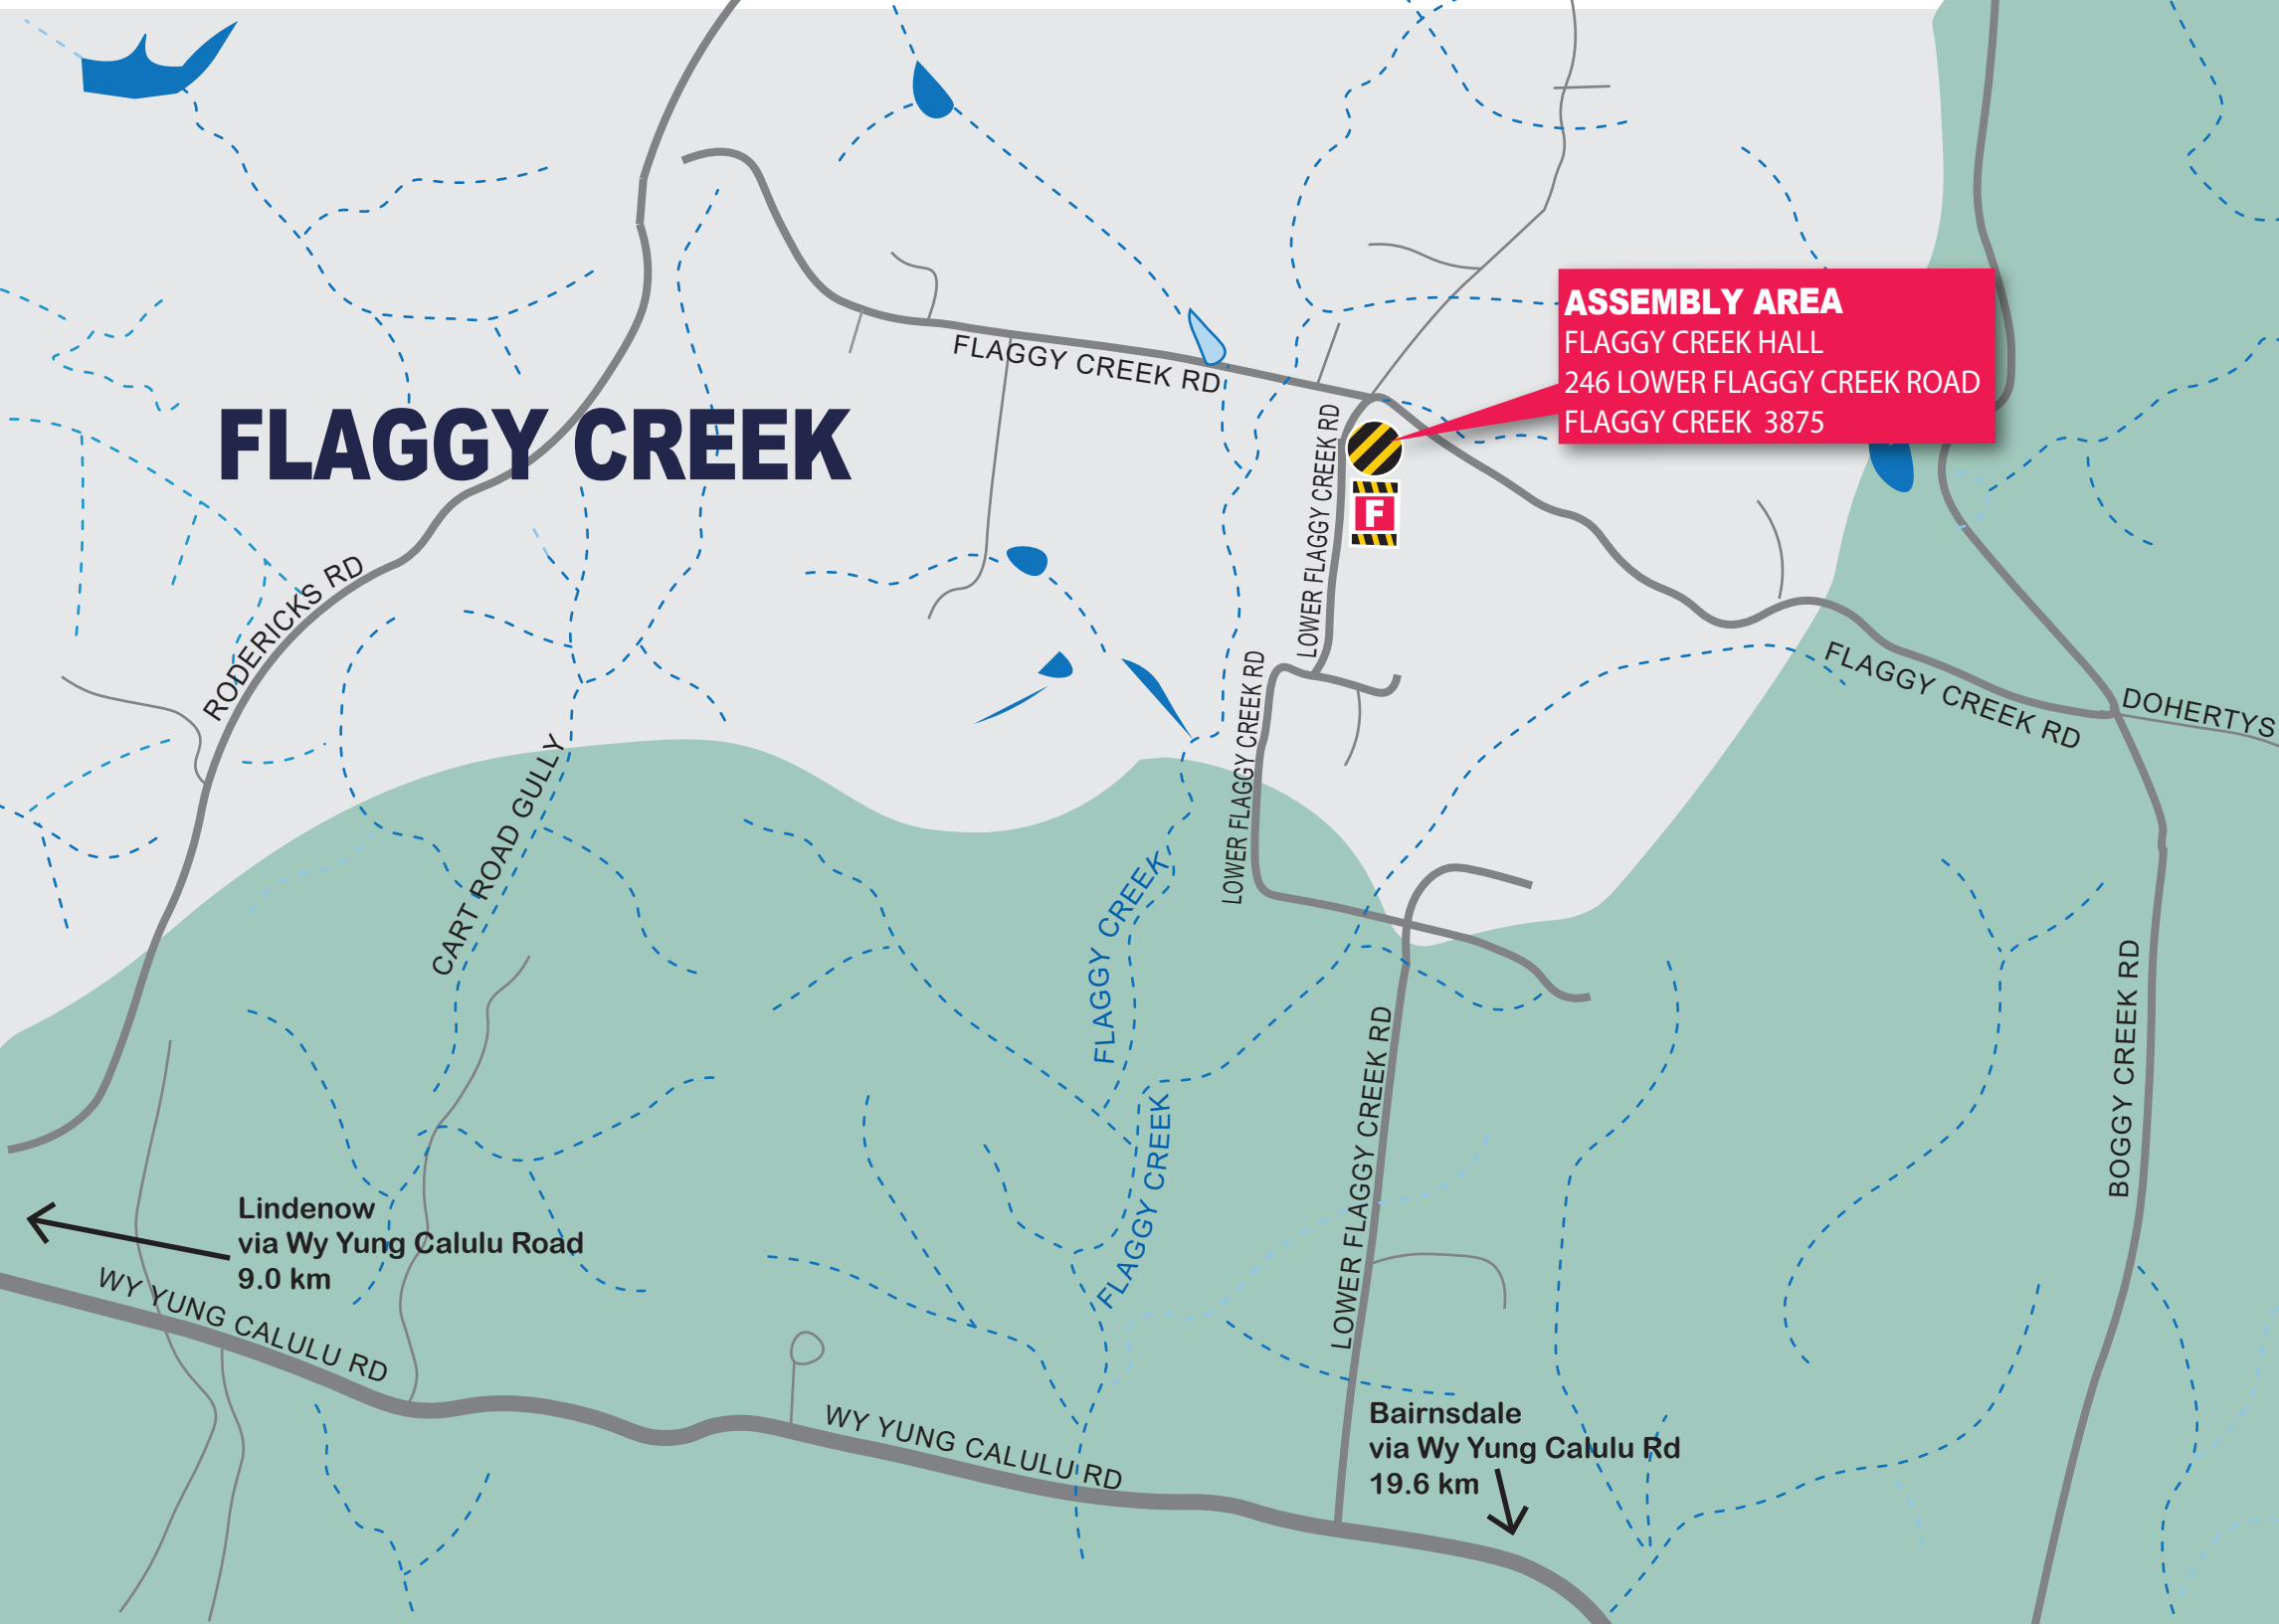 ASSEMBLY AREA
FLAGGY CREEK HALL
246 LOWER FLAGGY CREEK ROAD
FLAGGY CREEK 3875
FLAGGY CREEK RD
FLAGGY CREEK
LOWER FLAGGY CREEK RD
F
RODERICKS RD
LOWER FLAGGY CREEK RD
FLAGGY CREEK RD
DOHERTYS
CART ROAD GULLY
FLAGGY CREEK
BOGGY CREEK RD
LOWER FLAGGY CREEK RD
FLAGGY CREEK
Lindenow
via Wy Yung Calulu Road
9.0 km
WY YUNG CALULU RD
WY YUNG CALULU RD
Bairnsdale
via Wy Yung Calulu Rd
19.6 km